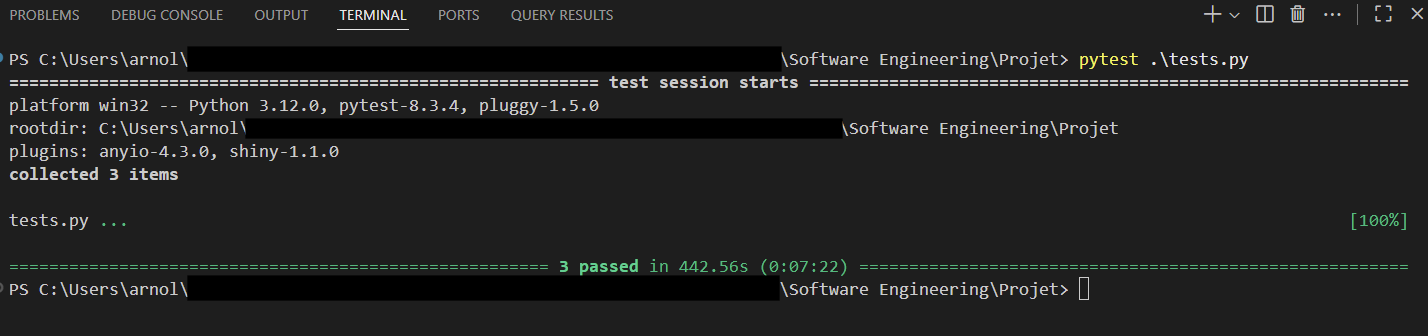 PROBLEMS DEBUG CONSOLE OUTPUT TERMINAL PORTS QUERY RESULTS
PS C:\Users\arnol\ \Software Engineering\Projet> pytest .\tests.py
=========================================================== test session starts ============================================================
platform win32 -- Python 3.12.0, pytest-8.3.4, pluggy-1.5.0
rootdir: C:\Users\arnol\ \Software Engineering\Projet
plugins: anyio-4.3.0, shiny-1.1.0
collected 3 items
tests.py ... [100%]
====================================================== 3 passed in 442.56s (0:07:22) =======================================================
PS C:\Users\arnol\ \Software Engineering\Projet>